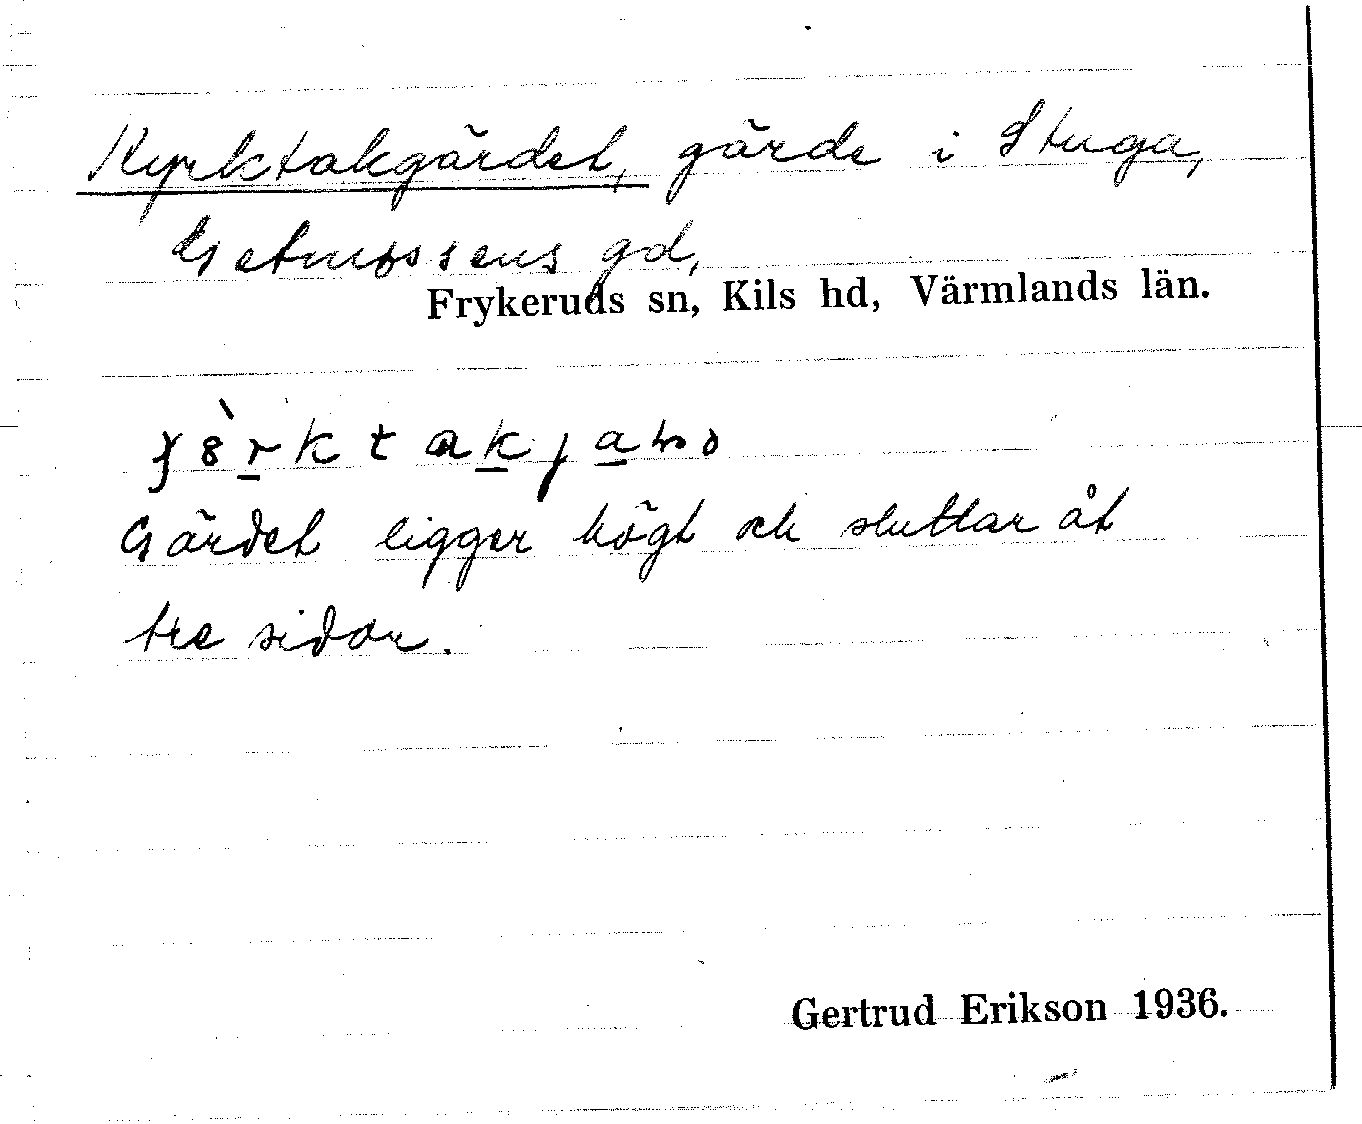 Kyrktakgärdet, gärde i Stuga,
Getmossens gd,
Frykeruds sn, Kils hd, Värmlands län.
Gärdet ligger högt och sluttar åt
tre sidor.
Gertrud Erikson 1936.